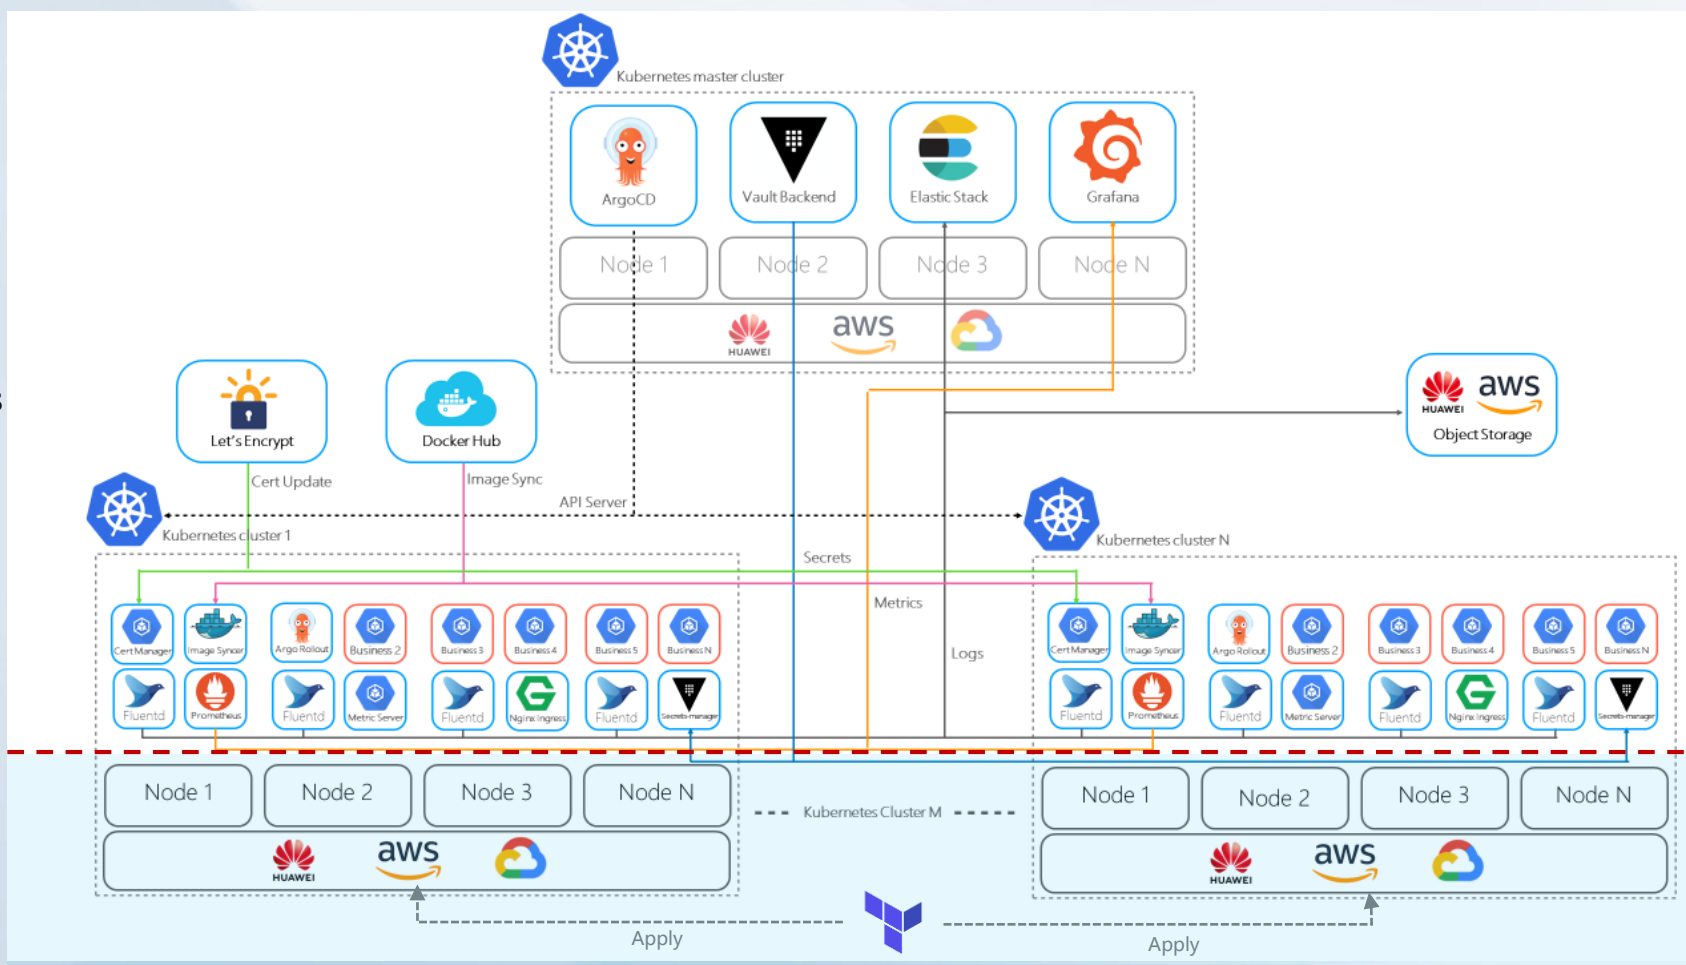 Kubernetes master cluster
ArgoCD
Vault Backend
Elastic Stack
Grafana
Node 1
Node 2
Node 3
Node N
HUAWEI
aws
Let's Encrypt
Docker Hub
HUAWEI
aws
Object Storage
Cert Update
Image Sync
API Server
Kubernetes cluster 1
Kubernetes cluster N
Secrets
Metrics
Logs
Cert Manager
Image Syncer
Argo Rollout
Business 2
Business 3
Business 4
Business 5
Business N
Fluentd
Prometheus
Fluentd
Metric Server
Fluentd
Nginx Ingress
Fluentd
Secrets-manager
Cert Manager
Image Syncer
Argo Rollout
Business 2
Business 3
Business 4
Business 5
Business N
Fluentd
Prometheus
Fluentd
Metric Server
Fluentd
Nginx Ingress
Fluentd
Secrets-manager
Node 1
Node 2
Node 3
Node N
Kubernetes Cluster M
Node 1
Node 2
Node 3
Node N
HUAWEI
aws
HUAWEI
aws
Apply
Apply